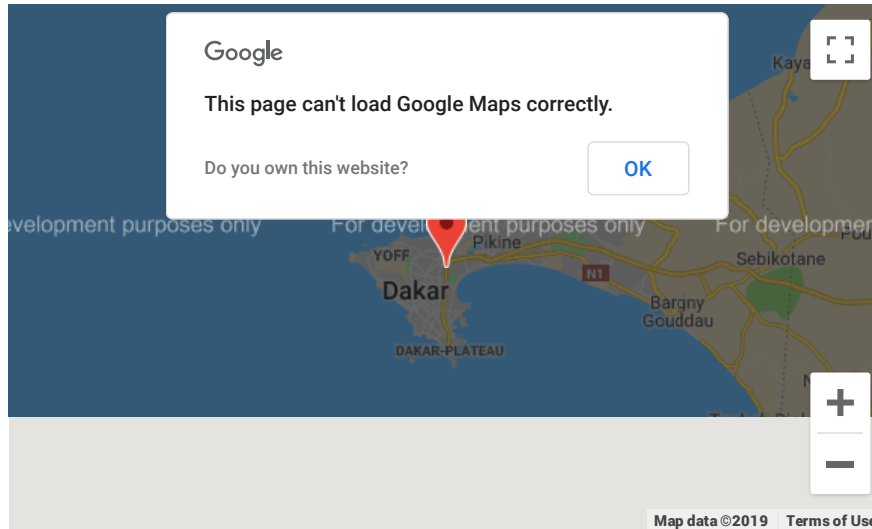 Google
This page can't load Google Maps correctly.
Do you own this website?
OK
Kaya
evelopment purposes only
For devel
ent purposes only
For developmen
Pikine
YOFF
Sebikotane
N1
Dakar
Bargny
Gouddau
DAKAR-PLATEAU
Map data ©2019
Terms of Use